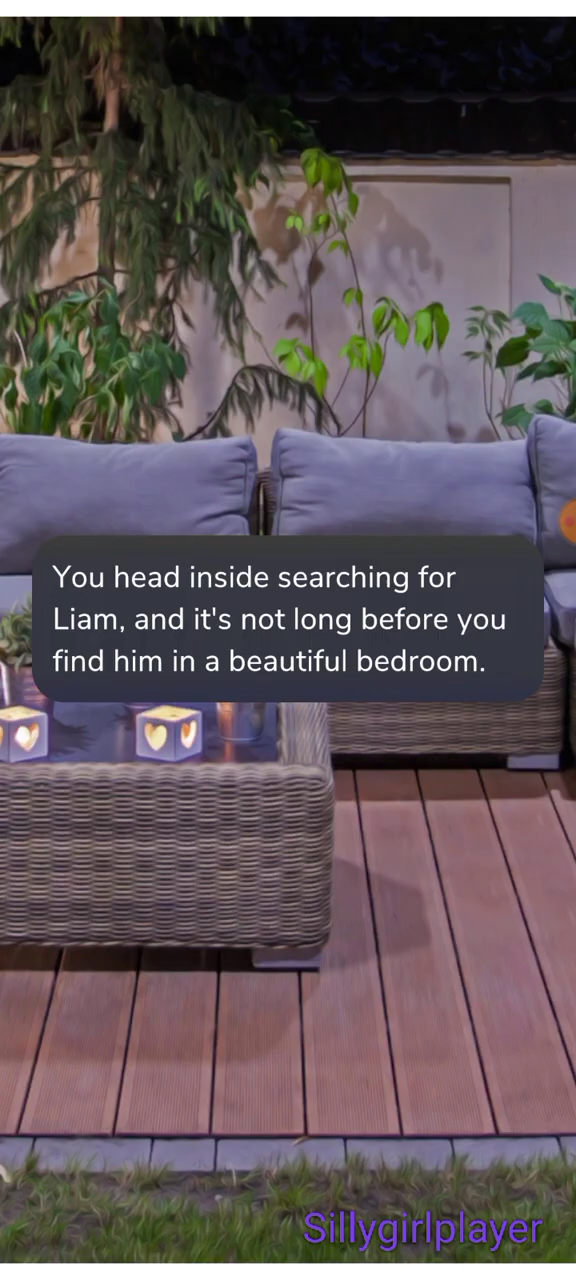 You head inside searching for
Liam, and it's not long before you
find him in a beautiful bedroom.
Sillygirlplayer